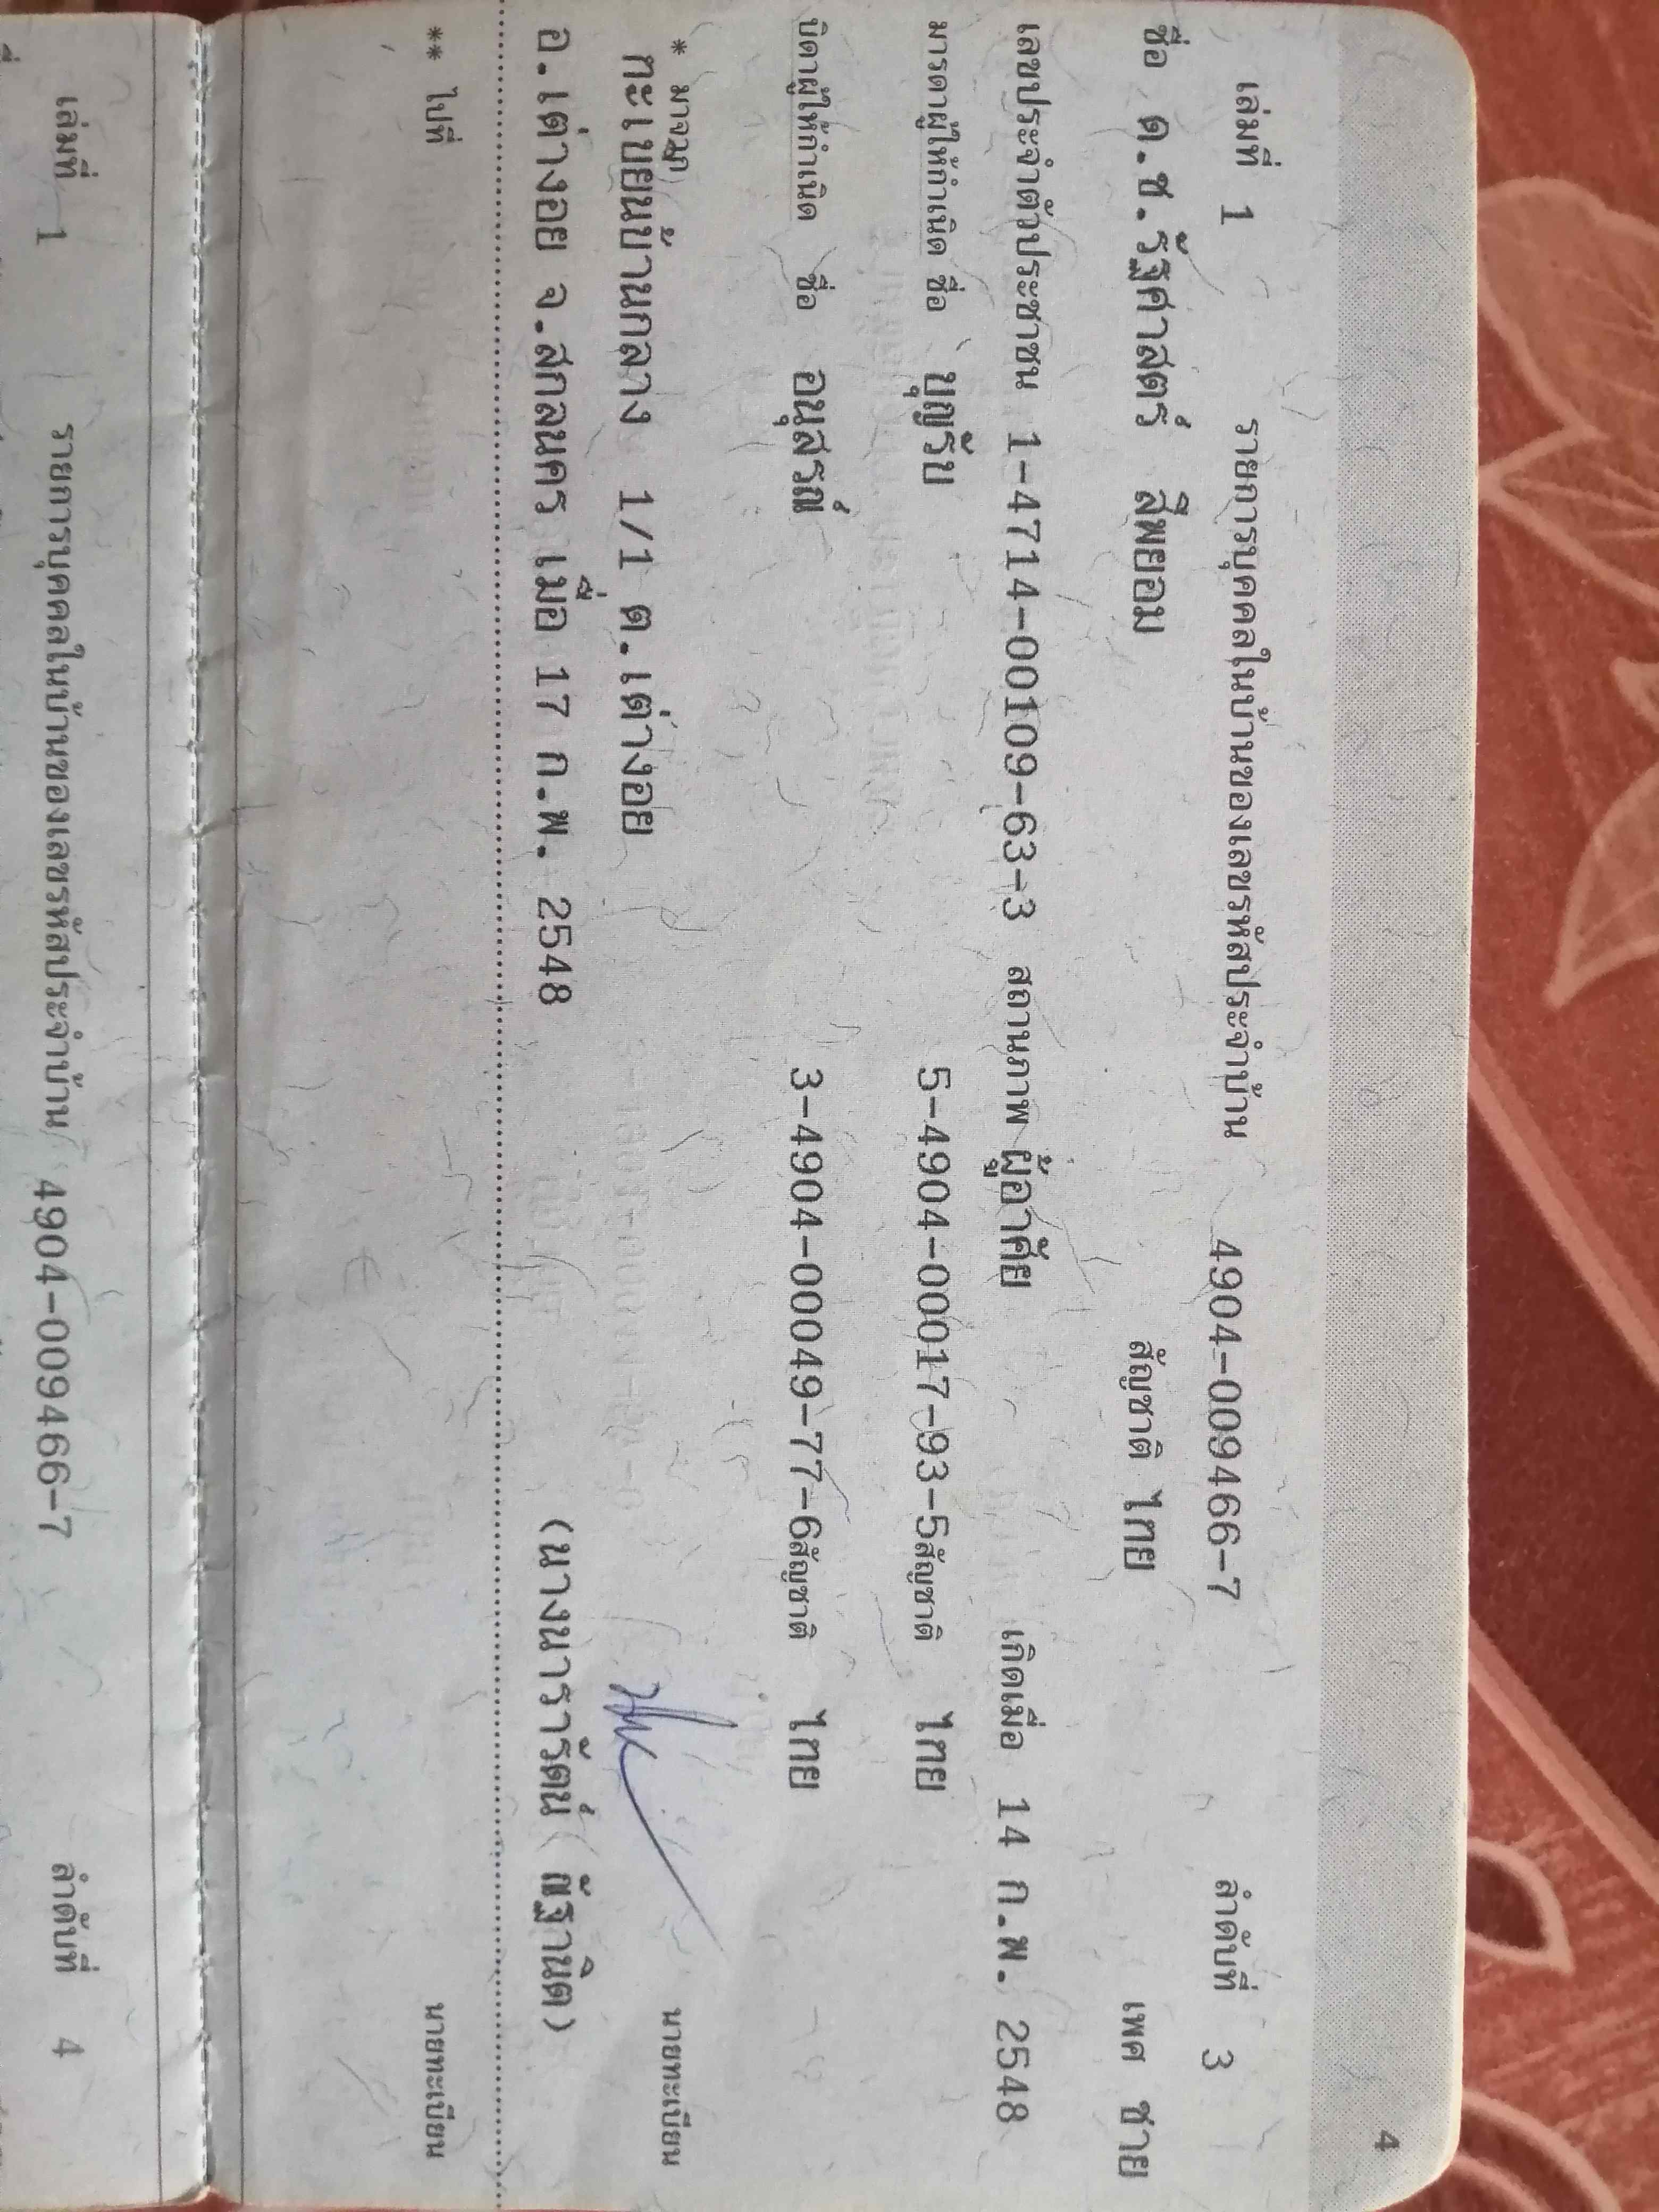 4
เล่มที่ 1 รายการบุคคลในบ้านของเลขรหัสประจำบ้าน 4904-009466-7 ลำดับที่ 3
ชื่อ ด.ช.รัฐศาสตร์ ลีพยอม สัญชาติ ไทย เพศ ชาย
เลขประจำตัวประชาชน 1-4714-00109-63-3 สถานภาพ ผู้อาศัย เกิดเมื่อ 14 ก.พ. 2548
มารดาผู้ให้กำเนิด ชื่อ บุญรับ 5-4904-00017-93-5 สัญชาติ ไทย
บิดาผู้ให้กำเนิด ชื่อ อนุสรณ์ 3-4904-00049-77-6 สัญชาติ ไทย
* มาจาก
ทะเบียนบ้านกลาง 1/1 ต.เต่างอย นายทะเบียน
อ.เต่างอย จ.สกลนคร เมื่อ 17 ก.พ. 2548 (นางนารารัตน์ ณัฐานิต)
** ไปที่ นายทะเบียน
เล่มที่ 1 รายการบุคคลในบ้านของเลขรหัสประจำบ้าน 4904-009466-7 ลำดับที่ 4